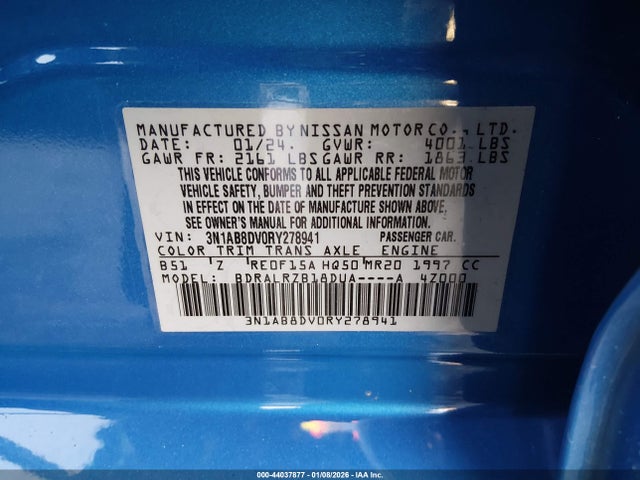 MANUFACTURED BY NISSAN MOTOR CO., LTD.
DATE: 01/24. GVWR: 4001 LBS
GAWR FR: 2161 LBS GAWR RR: 1863 LBS
THIS VEHICLE CONFORMS TO ALL APPLICABLE FEDERAL MOTOR
VEHICLE SAFETY, BUMPER AND THEFT PREVENTION STANDARDS
IN EFFECT ON THE DATE OF MANUFACTURE SHOWN ABOVE.
SEE OWNER'S MANUAL FOR ADDITIONAL INFORMATION.
VIN: 3N1AB8DV0RY278941 PASSENGER CAR.
COLOR TRIM TRANS AXLE ENGINE
B51 Z RE0F15A HQ50 MR20 1997 CC
MODEL: BDRALRZB18DUA----A 4Z000
3N1AB8DV0RY278941
000-44037877 - 01/08/2026 - IAA Inc.